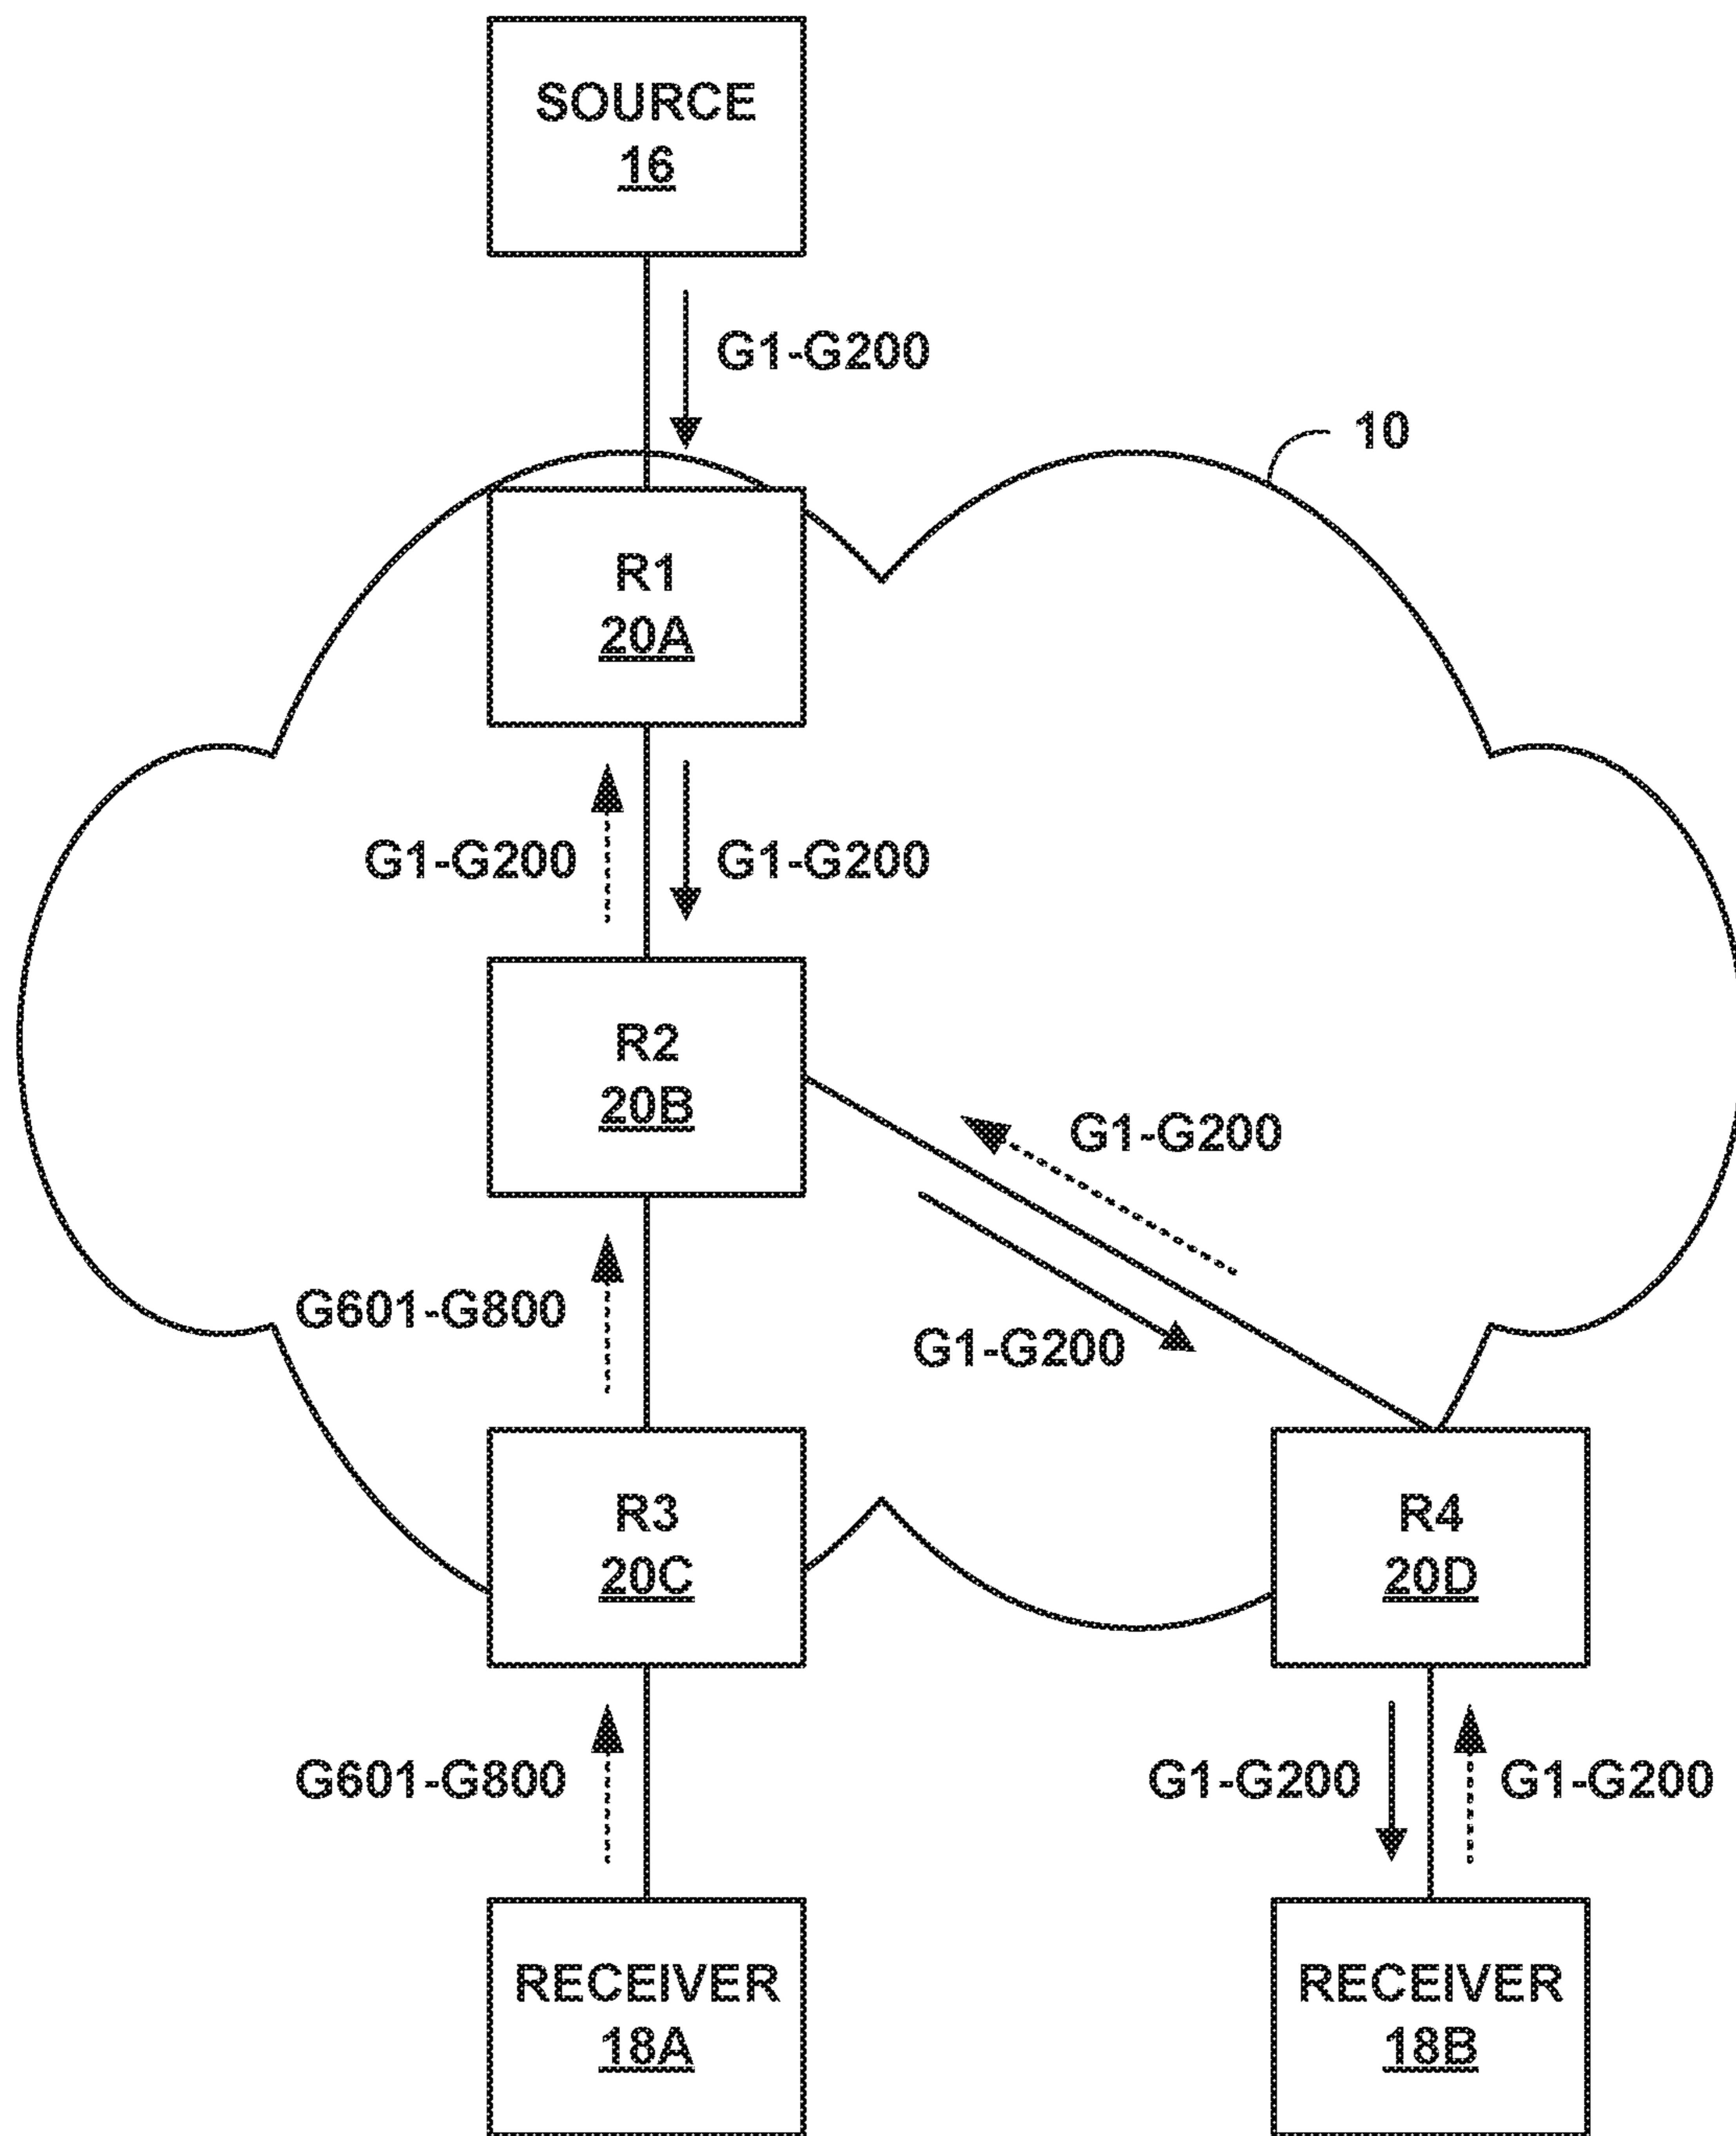 SOURCE
16
G1-G200
10
R1
20A
G1-G200
G1-G200
R2
20B
G1-G200
G601-G800
G1-G200
R3
20C
R4
20D
G601-G800
G1-G200
G1-G200
RECEIVER
18A
RECEIVER
18B